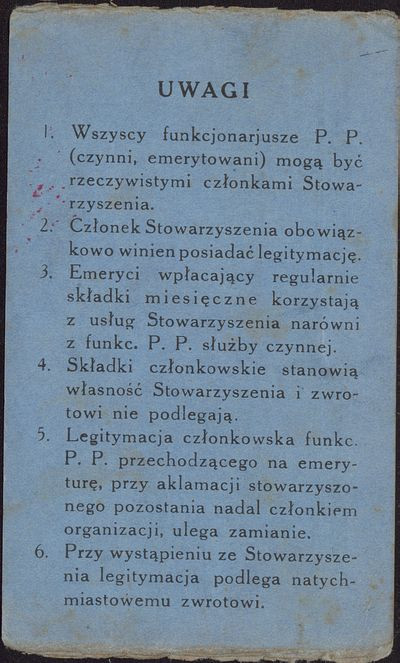 UWAGI
1. Wszyscy funkcjonarjusze P. P.
(czynni, emerytowani) mogą być
rzeczywistymi członkami Stowa-
rzyszenia.
2. Członek Stowarzyszenia obowiąz-
kowo winien posiadać legitymację.
3. Emeryci wpłacający regularnie
składki miesięczne korzystają
z usług Stowarzyszenia narówni
z funkc. P. P. służby czynnej.
4. Składki członkowskie stanowią
własność Stowarzyszenia i zwro-
towi nie podlegają.
5. Legitymacja członkowska funkc.
P. P. przechodzącego na emery-
turę, przy aklamacji stowarzyszo-
nego pozostania nadal członkiem
organizacji, ulega zamianie.
6. Przy wystąpieniu ze Stowarzysze-
nia legitymacja podlega natych-
miastowemu zwrotowi.